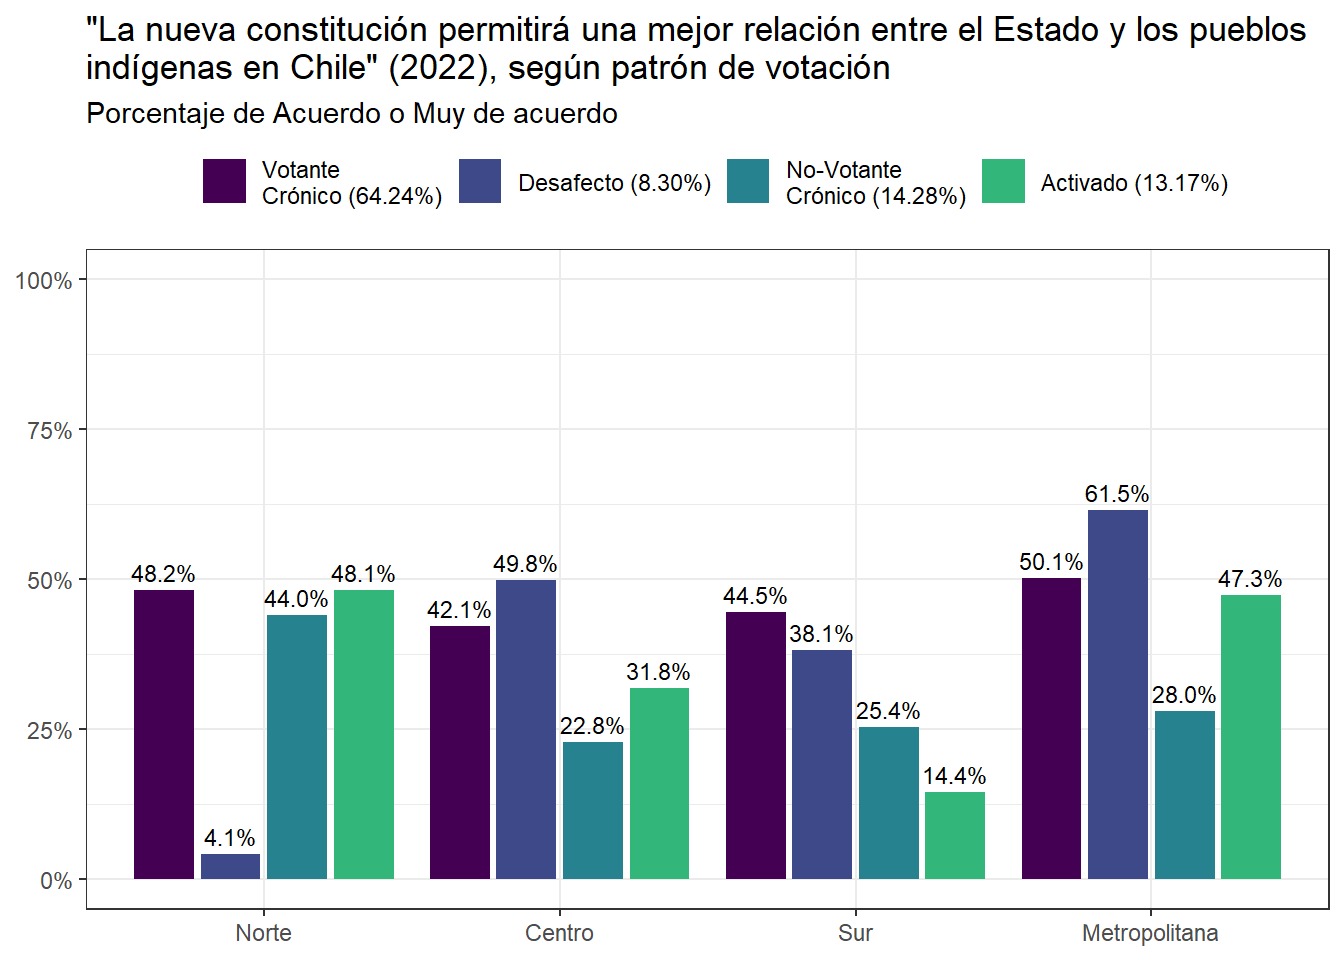 "La nueva constitución permitirá una mejor relación entre el Estado y los pueblos
indígenas en Chile" (2022), según patrón de votación
Porcentaje de Acuerdo o Muy de acuerdo
Votante
Crónico (64.24%)
Desafecto (8.30%)
No-Votante
Crónico (14.28%)
Activado (13.17%)
100%
75%
50%
25%
0%
48.2%
4.1%
44.0%
48.1%
42.1%
49.8%
22.8%
31.8%
44.5%
38.1%
25.4%
14.4%
50.1%
61.5%
28.0%
47.3%
Norte
Centro
Sur
Metropolitana